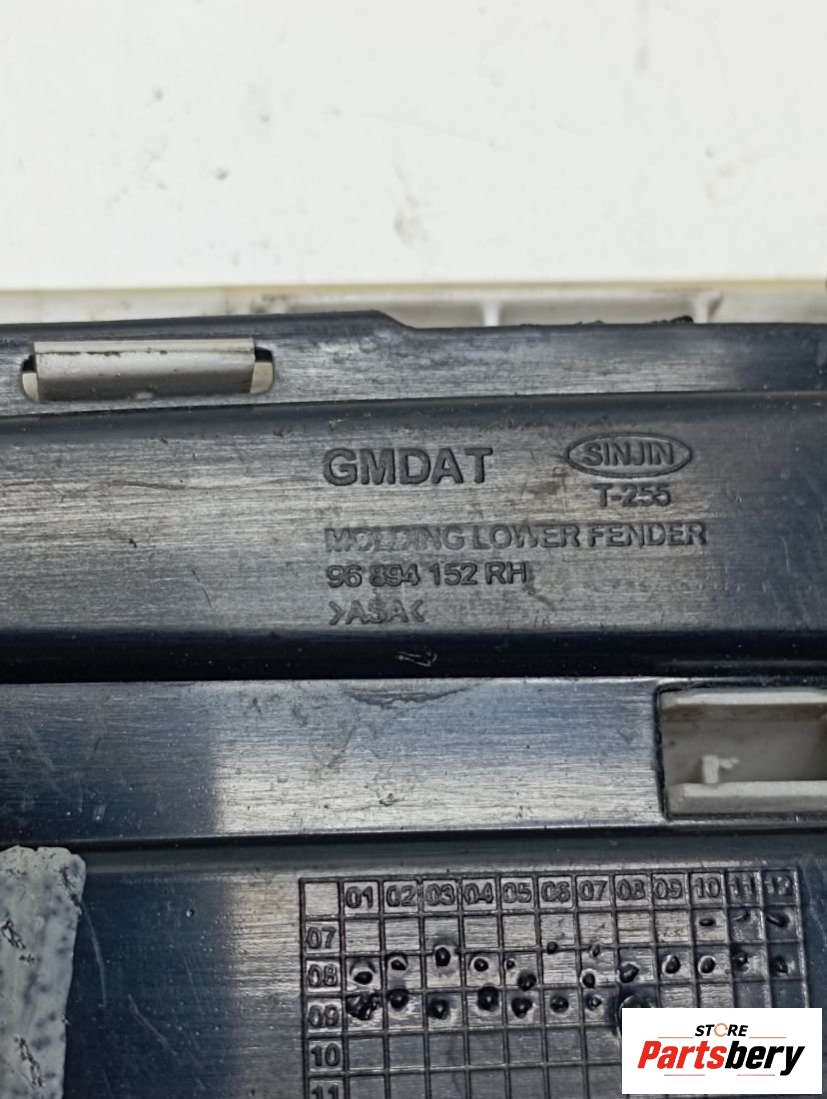 GMDAT
SINJIN
T-255
MOLDING LOWER FENDER
96 894 152 RH
>ASA<
01 02 03 04 05 06 07 08 09 10 11 12
07
08
09
10
11
STORE
Partsbery